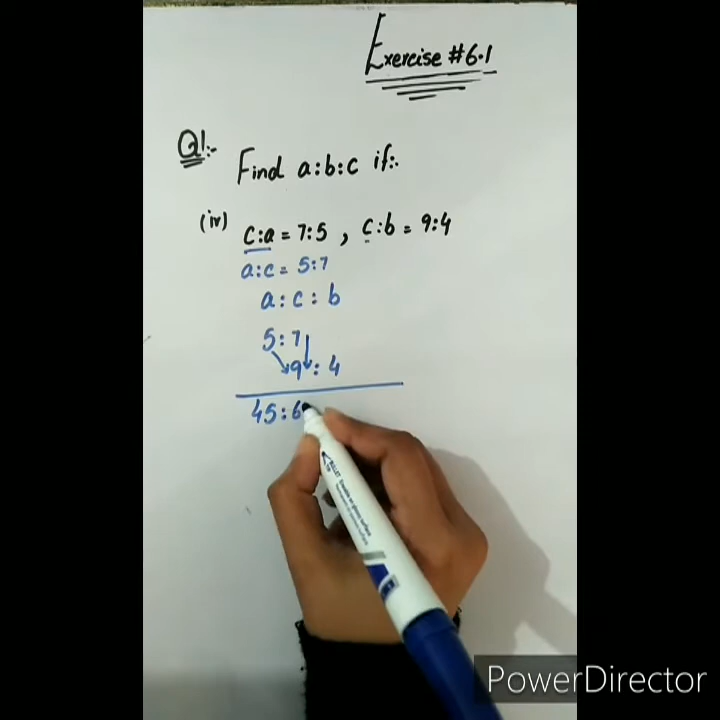 Exercise #6.1
Q1:-
Find a:b:c if:-
(iv) c:a = 7:5 , c:b = 9:4
a:c = 5:7
a : c : b
5 : 7
9 : 4
45 : 6
BULLET
PowerDirector